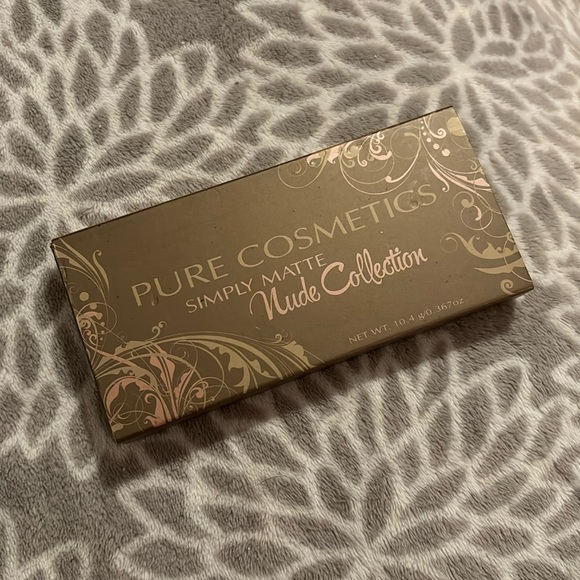 PURE COSMETICS
SIMPLY MATTE
Nude Collection
NET WT. 10.4 g/0.367oz.